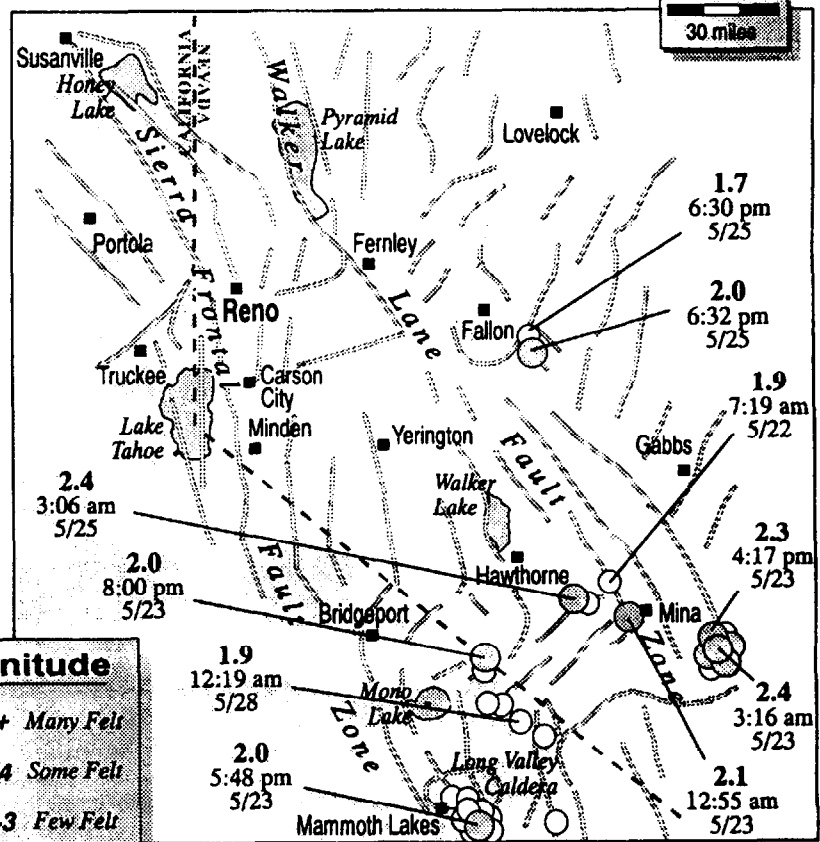 30 miles
Susanville
Honey
Lake
CALIFORNIA
NEVADA
Walker
Pyramid
Lake
Lovelock
Sierra
1.7
6:30 pm
5/25
Portola
Fernley
Frontal
Reno
Lane
Fallon
2.0
6:32 pm
5/25
Truckee
Carson
City
Lake
Tahoe
Minden
Yerington
1.9
7:19 am
5/22
Gabbs
Fault
Walker
Lake
2.4
3:06 am
5/25
2.3
4:17 pm
5/23
Hawthorne
Fault
2.0
8:00 pm
5/23
Bridgeport
Mina
Zone
nitude
1.9
12:19 am
5/28
Mono
Lake
Zone
2.4
3:16 am
5/23
+ Many Felt
4 Some Felt
-3 Few Felt
2.0
5:48 pm
5/23
Long Valley
Caldera
2.1
12:55 am
5/23
Mammoth Lakes